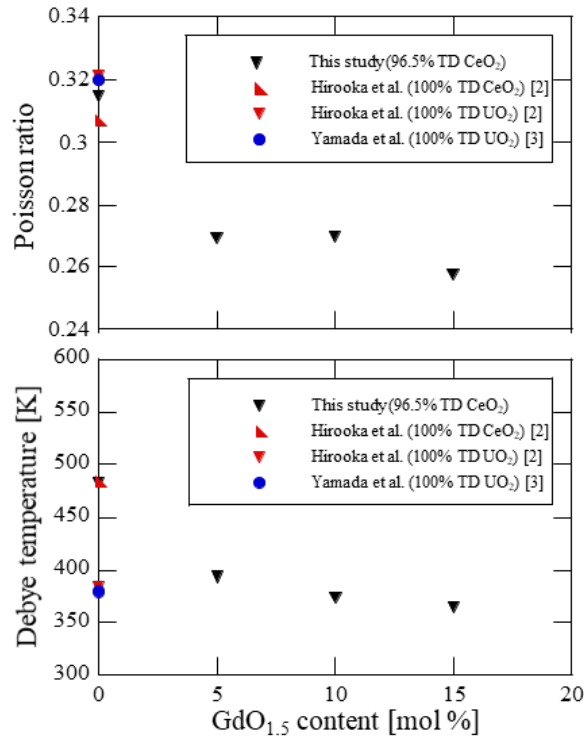 0.34
0.32
0.3
0.28
0.26
0.24
Poisson ratio
This study(96.5% TD CeO₂)
Hirooka et al. (100% TD CeO₂) [2]
Hirooka et al. (100% TD UO₂) [2]
Yamada et al. (100% TD UO₂) [3]
600
550
500
450
400
350
300
Debye temperature [K]
This study(96.5% TD CeO₂)
Hirooka et al. (100% TD CeO₂) [2]
Hirooka et al. (100% TD UO₂) [2]
Yamada et al. (100% TD UO₂) [3]
0 5 10 15 20
GdO₁.₅ content [mol %]